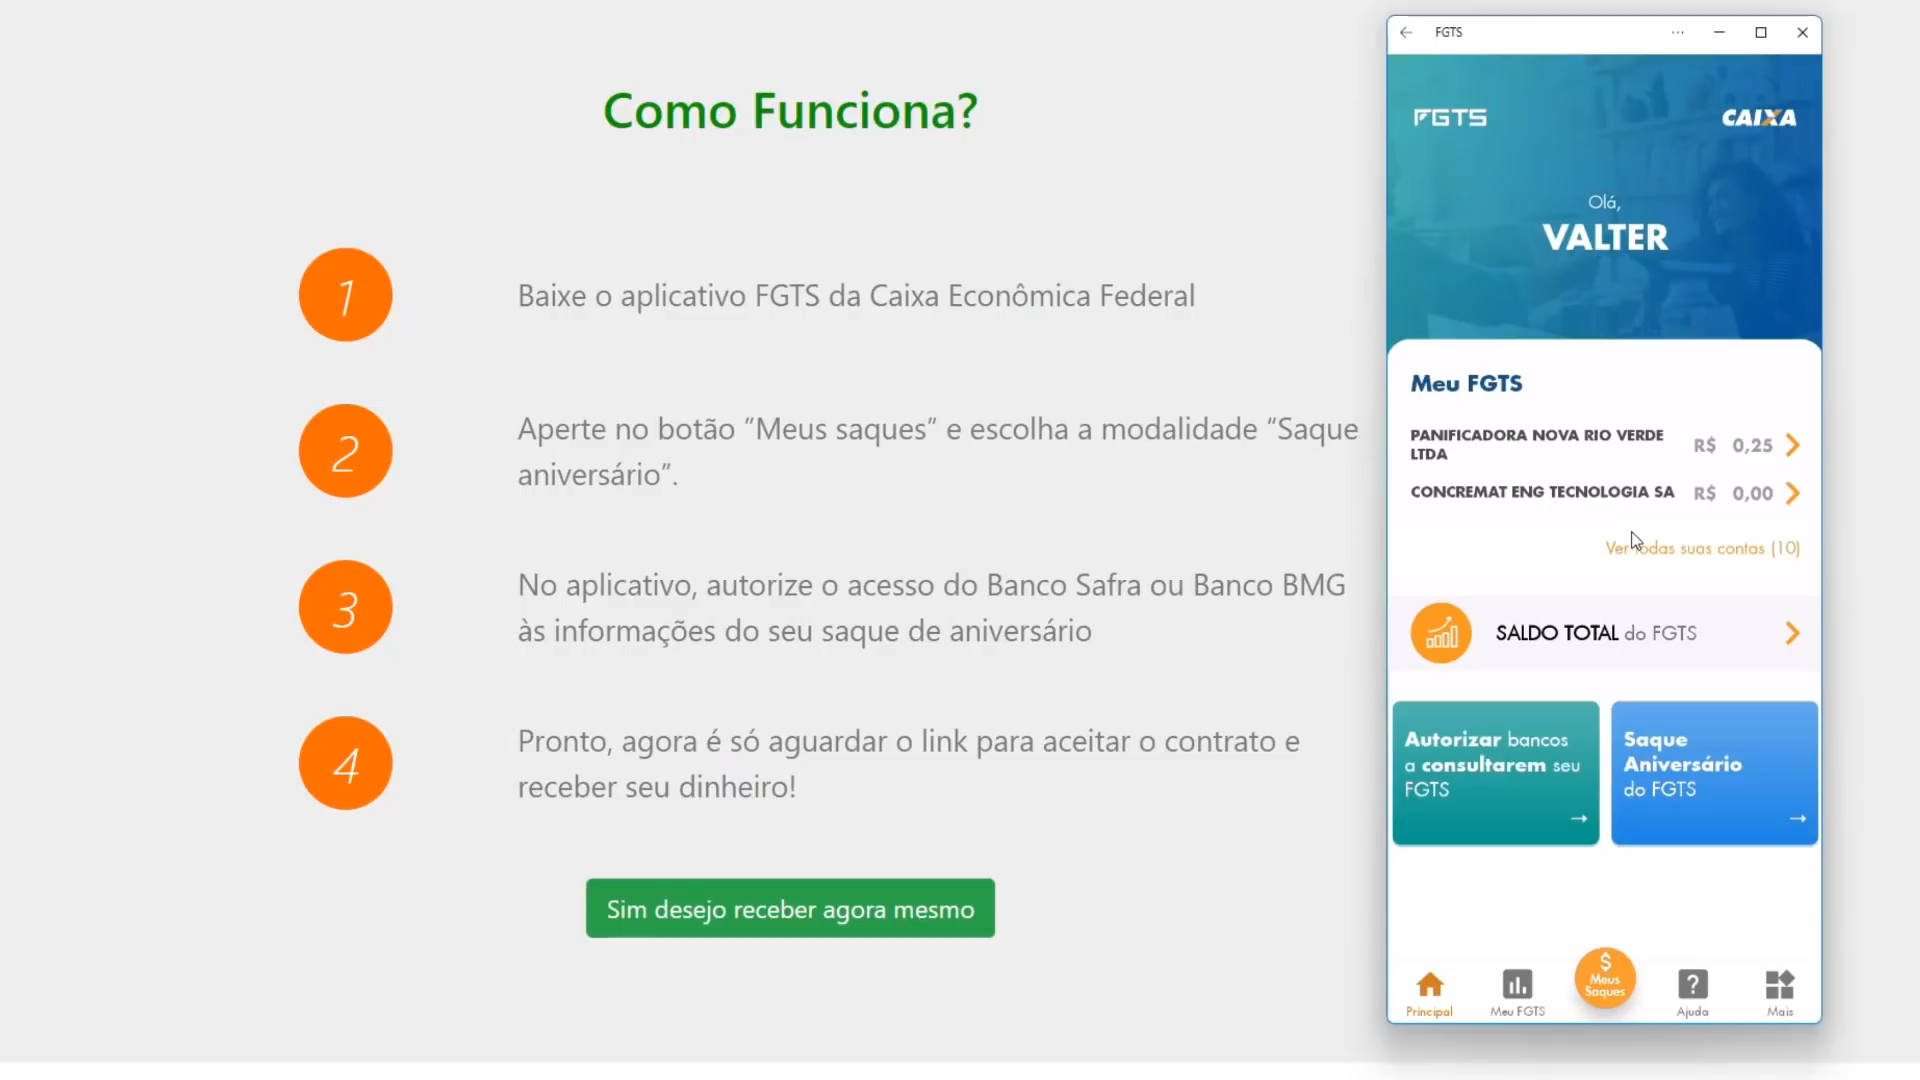 Como Funciona?
1
Baixe o aplicativo FGTS da Caixa Econômica Federal
2
Aperte no botão ”Meus saques” e escolha a modalidade “Saque
aniversário”.
3
No aplicativo, autorize o acesso do Banco Safra ou Banco BMG
às informações do seu saque de aniversário
4
Pronto, agora é só aguardar o link para aceitar o contrato e
receber seu dinheiro!
Sim desejo receber agora mesmo
FGTS
FGTS CAIXA
Olá,
VALTER
Meu FGTS
PANIFICADORA NOVA RIO VERDE
LTDA R$ 0,25
CONCREMAT ENG TECNOLOGIA SA R$ 0,00
Ver todas suas contas (10)
SALDO TOTAL do FGTS
Autorizar bancos
a consultarem seu
FGTS
Saque
Aniversário
do FGTS
Principal
Meu FGTS
$
Meus
Saques
?
Ajuda
Mais